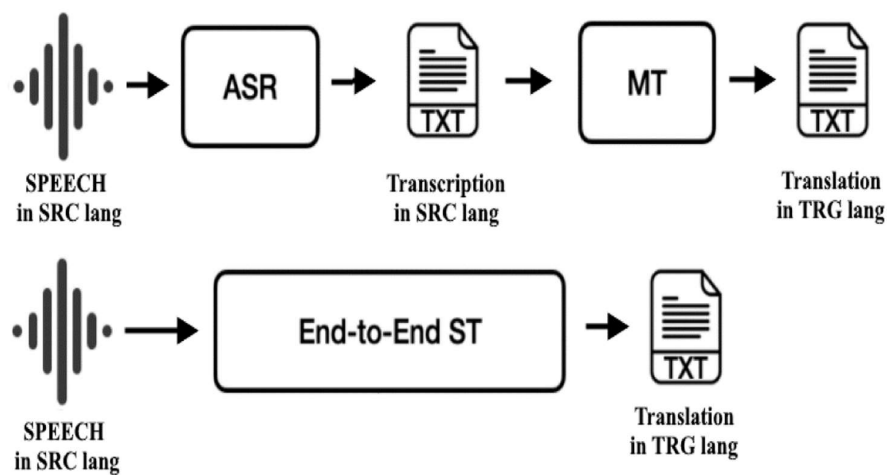 ASR
TXT
MT
TXT
SPEECH
in SRC lang
Transcription
in SRC lang
Translation
in TRG lang
End-to-End ST
TXT
SPEECH
in SRC lang
Translation
in TRG lang